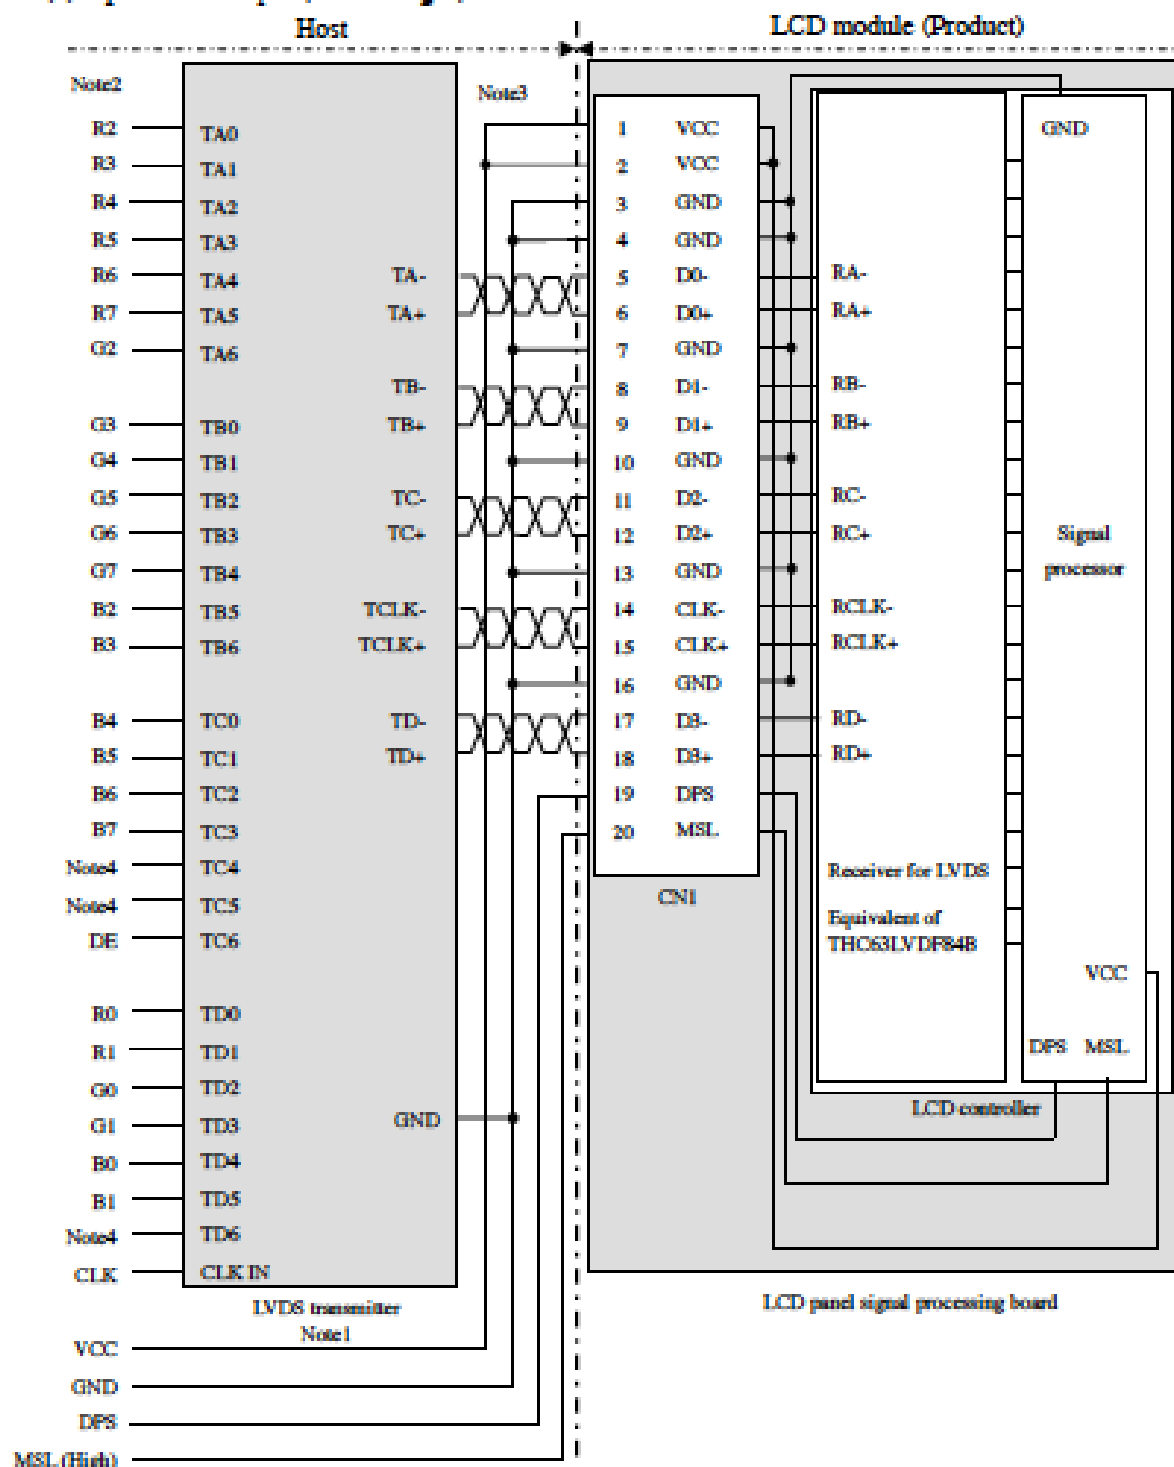 Host
LCD module (Product)
Note2
Note3
R2 TA0
R3 TA1
R4 TA2
R5 TA3
R6 TA4 TA-
R7 TA5 TA+
G2 TA6
TB-
G3 TB0 TB+
G4 TB1
G5 TB2 TC-
G6 TB3 TC+
G7 TB4
B2 TB5 TCLK-
B3 TB6 TCLK+
B4 TC0 TD-
B5 TC1 TD+
B6 TC2
B7 TC3
Note4 TC4
Note4 TC5
DE TC6
R0 TD0
R1 TD1
G0 TD2
G1 TD3 GND
B0 TD4
B1 TD5
Note4 TD6
CLK CLK IN
LVDS transmitter
Note1
VCC
GND
DPS
MSL (High)
1 VCC
2 VCC
3 GND
4 GND
5 D0-
6 D0+
7 GND
8 D1-
9 D1+
10 GND
11 D2-
12 D2+
13 GND
14 CLK-
15 CLK+
16 GND
17 D3-
18 D3+
19 DPS
20 MSL
CN1
RA-
RA+
RB-
RB+
RC-
RC+
RCLK-
RCLK+
RD-
RD+
Receiver for LVDS
Equivalent of
THC63LVDF84B
GND
Signal
processor
VCC
DPS MSL
LCD controller
LCD panel signal processing board